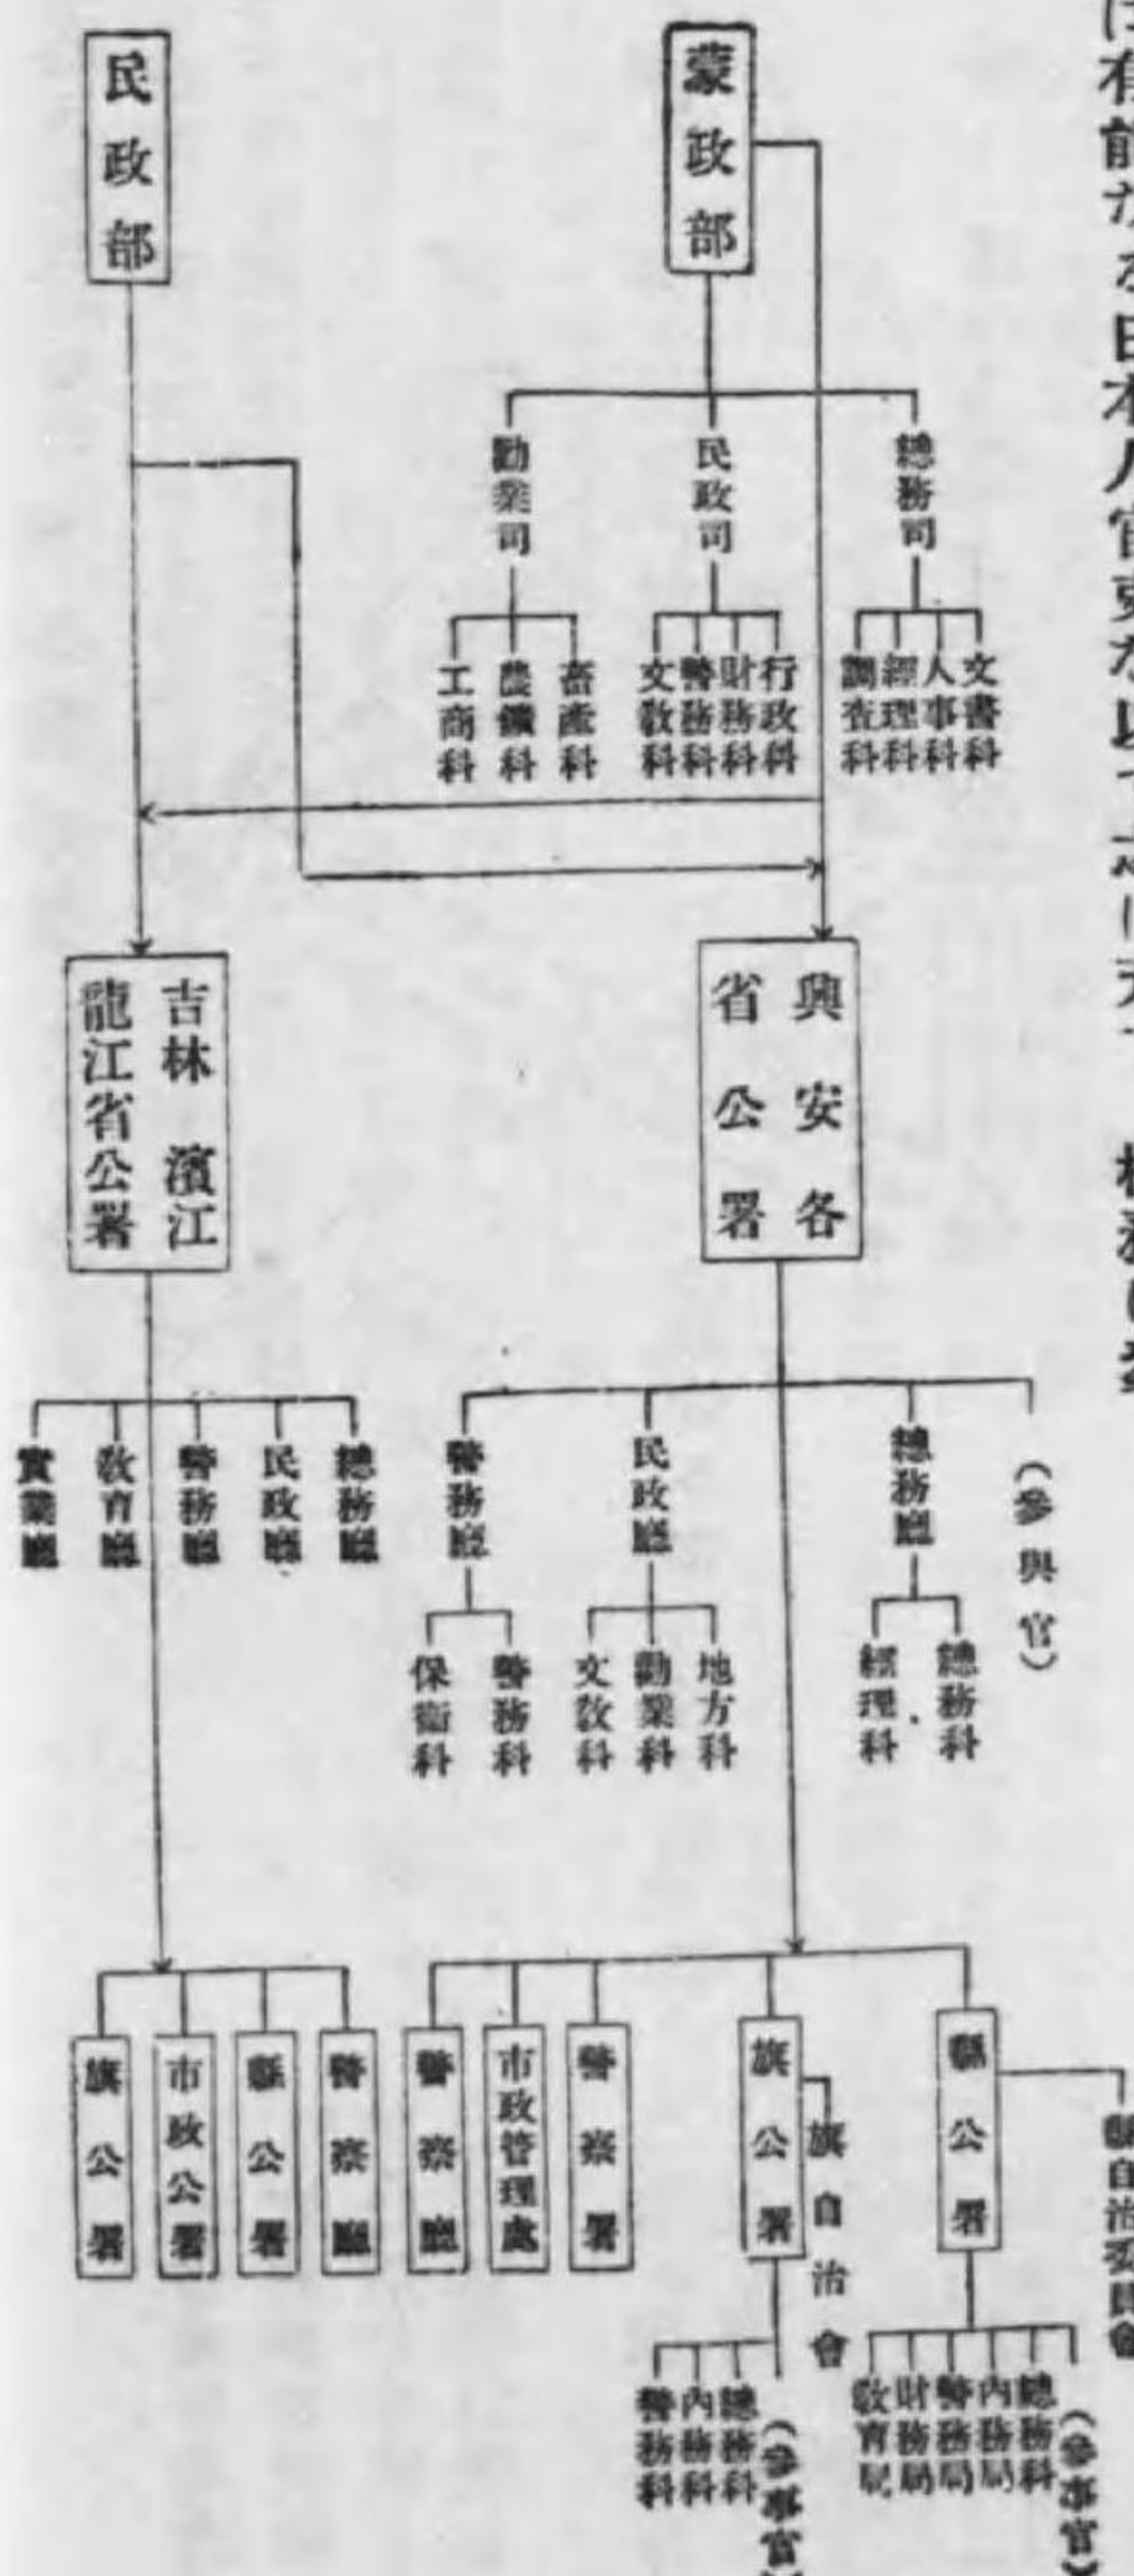 蒙政部
民政部
總務司
民政司
勸業司
文書科
人事科
經理科
調査科
行政科
財務科
警務科
文敎科
畜產科
農鑛科
工商科
興安各
省公署
吉林 濱江
龍江省公署
(參與官)
總務廳
民政廳
警務廳
總務科
經理科
地方科
勸業科
文敎科
警務科
保衞科
總務廳
民政廳
警務廳
敎育廳
實業廳
縣公署
縣自治委員會
旗公署
旗自治會
警察署
市政管理處
警察廳
警察廳
縣公署
市政公署
旗公署
(參事官)
總務科
內務局
警務局
財務局
敎育局
(參事官)
總務科
內務科
警務科